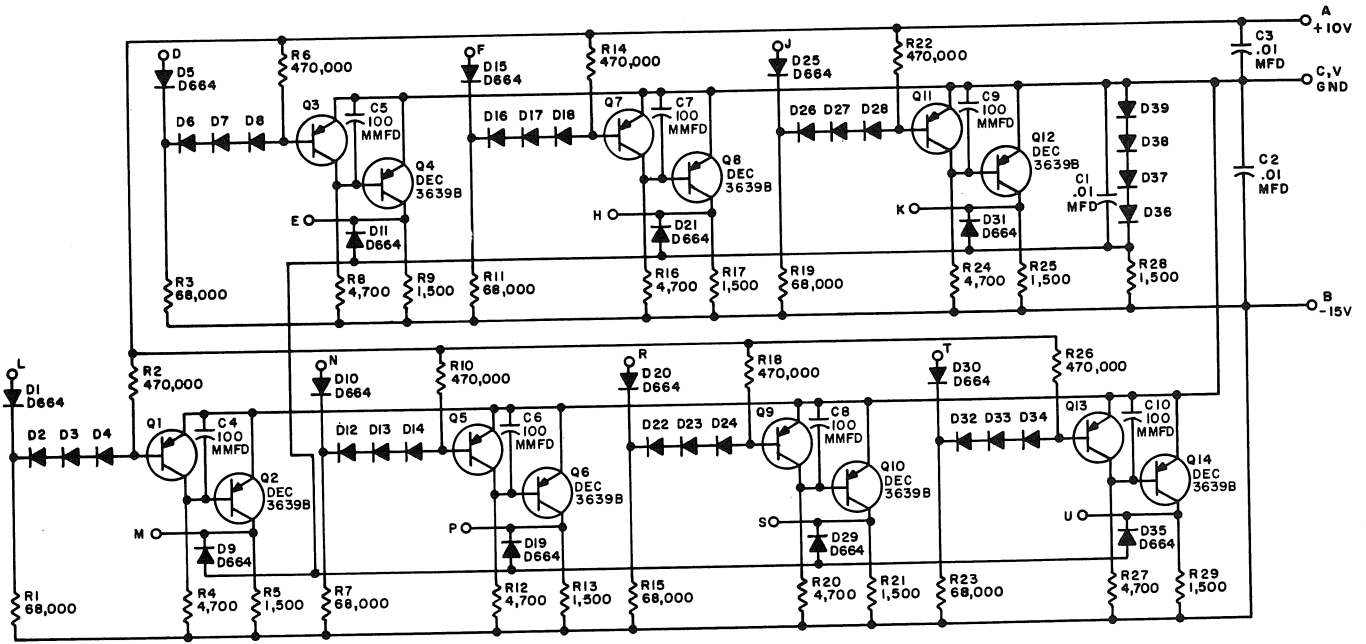 A
+10V
C3
.01
MFD
C,V
GND
C2
.01
MFD
B
-15V
D
D5
D664
R6
470,000
D6 D7 D8
Q3
C5
100
MMFD
Q4
DEC
3639B
E
D11
D664
R3
68,000
R8
4,700
R9
1,500
F
D15
D664
R14
470,000
D16 D17 D18
Q7
C7
100
MMFD
Q8
DEC
3639B
H
D21
D664
R11
68,000
R16
4,700
R17
1,500
J
D25
D664
R22
470,000
D26 D27 D28
Q11
C9
100
MMFD
Q12
DEC
3639B
K
D31
D664
R19
68,000
R24
4,700
R25
1,500
C1
.01
MFD
D39
D38
D37
D36
R28
1,500
L
D1
D664
R2
470,000
D2 D3 D4
Q1
C4
100
MMFD
Q2
DEC
3639B
M
D9
D664
R1
68,000
R4
4,700
R5
1,500
N
D10
D664
R10
470,000
D12 D13 D14
Q5
C6
100
MMFD
Q6
DEC
3639B
P
D19
D664
R7
68,000
R12
4,700
R13
1,500
R
D20
D664
R18
470,000
D22 D23 D24
Q9
C8
100
MMFD
Q10
DEC
3639B
S
D29
D664
R15
68,000
R20
4,700
R21
1,500
T
D30
D664
R26
470,000
D32 D33 D34
Q13
C10
100
MMFD
Q14
DEC
3639B
U
D35
D664
R23
68,000
R27
4,700
R29
1,500